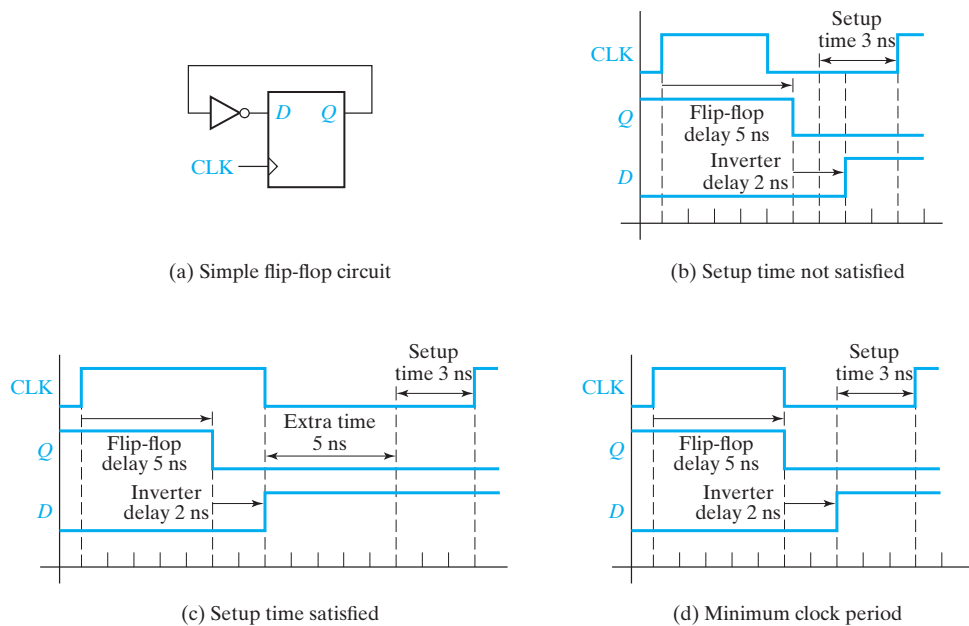 D
Q
CLK
(a) Simple flip-flop circuit
Setup
time 3 ns
CLK
Q
Flip-flop
delay 5 ns
Inverter
delay 2 ns
D
(b) Setup time not satisfied
Setup
time 3 ns
CLK
Extra time
5 ns
Q
Flip-flop
delay 5 ns
Inverter
delay 2 ns
D
(c) Setup time satisfied
Setup
time 3 ns
CLK
Q
Flip-flop
delay 5 ns
Inverter
delay 2 ns
D
(d) Minimum clock period